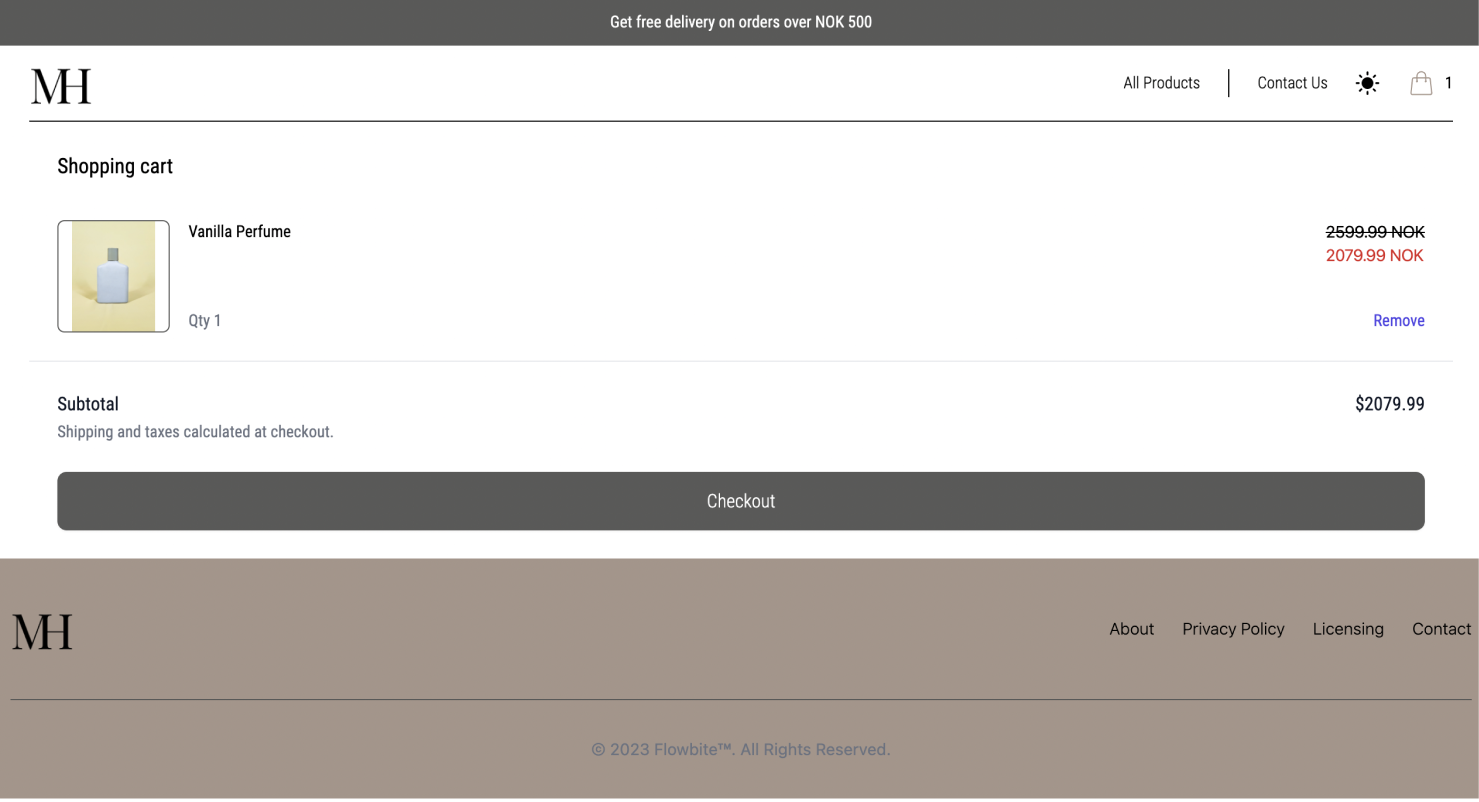 Get free delivery on orders over NOK 500
MH
All Products
Contact Us
1
Shopping cart
Vanilla Perfume
2599.99 NOK
2079.99 NOK
Qty 1
Remove
Subtotal
$2079.99
Shipping and taxes calculated at checkout.
Checkout
MH
About
Privacy Policy
Licensing
Contact
© 2023 Flowbite™. All Rights Reserved.